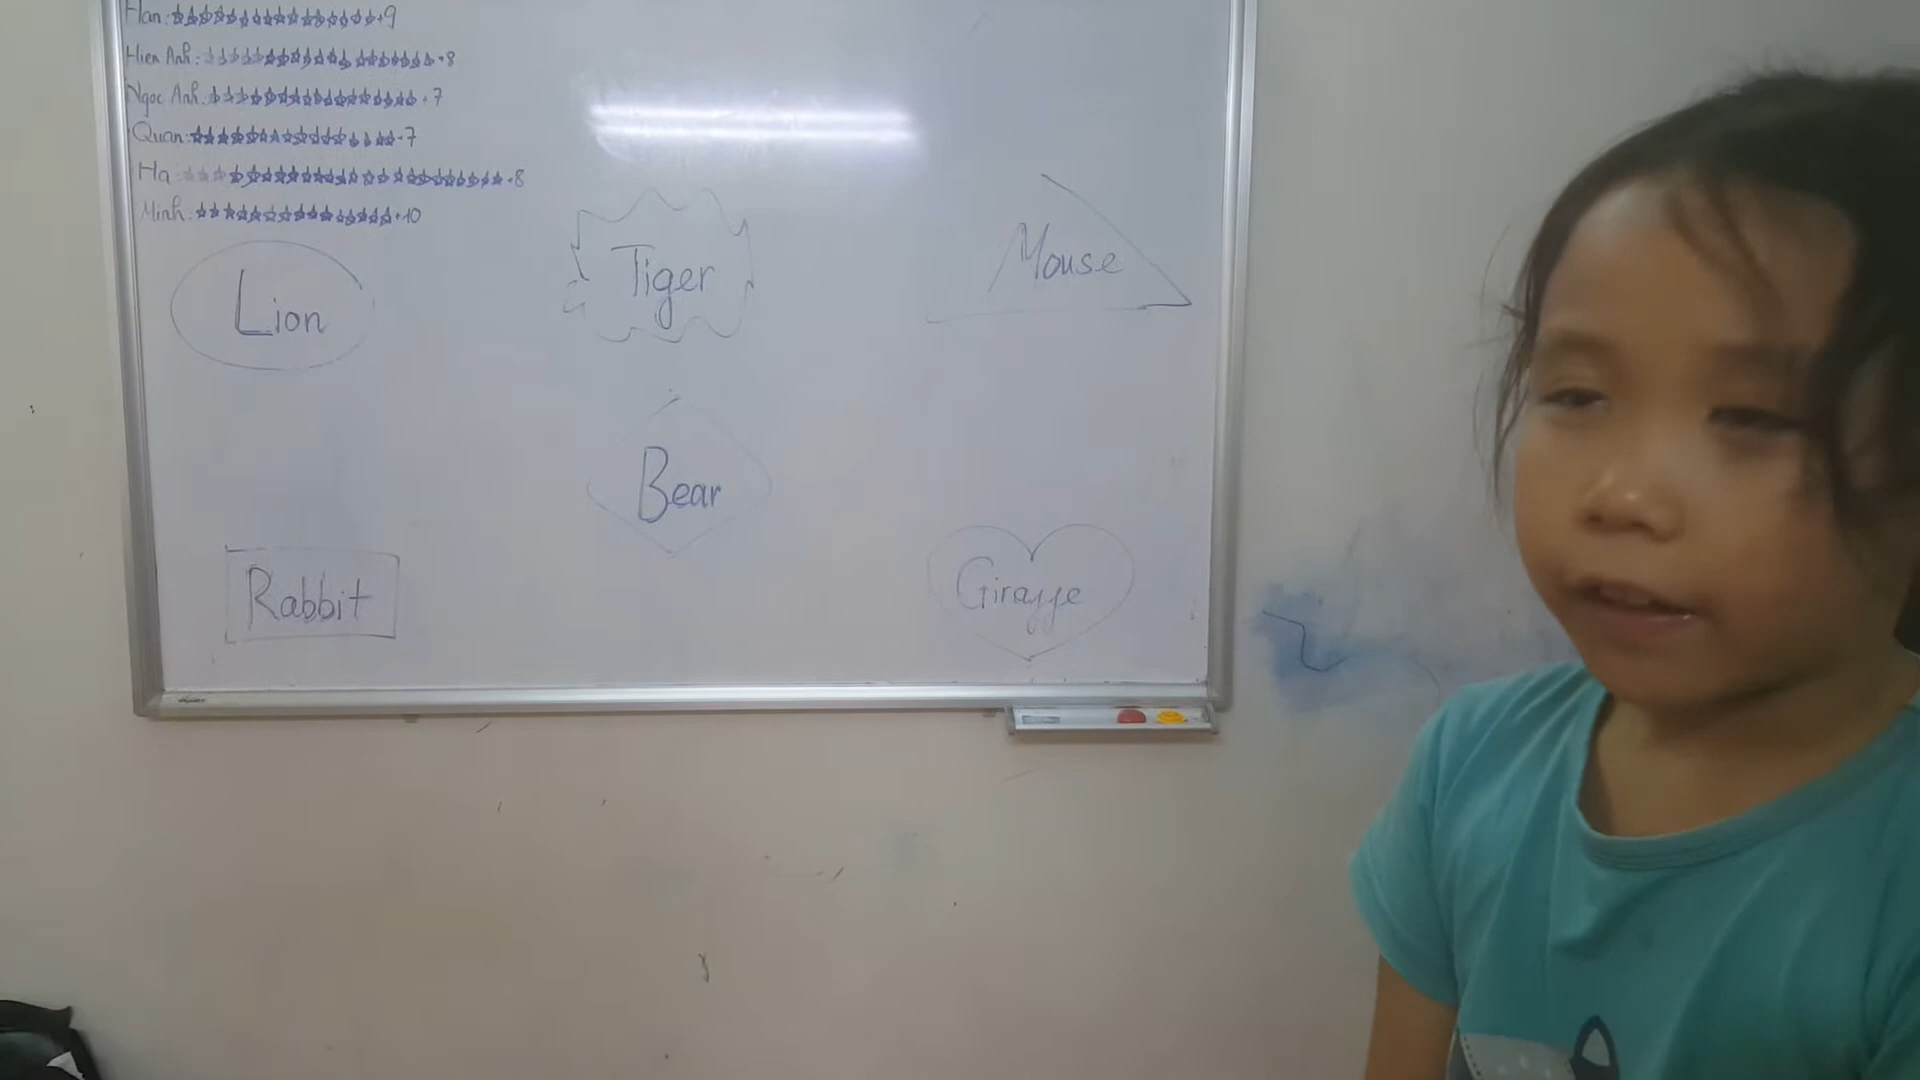 Han: ☆☆☆☆☆☆☆☆☆☆☆☆☆☆☆☆+9
Hien Anh: ☆☆☆☆☆☆☆☆☆☆☆☆☆☆☆☆☆☆+8
Ngoc Anh: ☆☆☆☆☆☆☆☆☆☆☆☆☆☆☆☆+7
Quan: ☆☆☆☆☆☆☆☆☆☆☆☆☆☆☆☆+7
Ha: ☆☆☆☆☆☆☆☆☆☆☆☆☆☆☆☆☆☆☆☆☆☆☆☆+8
Minh: ☆☆☆☆☆☆☆☆☆☆☆☆☆☆☆+10
Lion
Tiger
Mouse
Bear
Rabbit
Giraffe